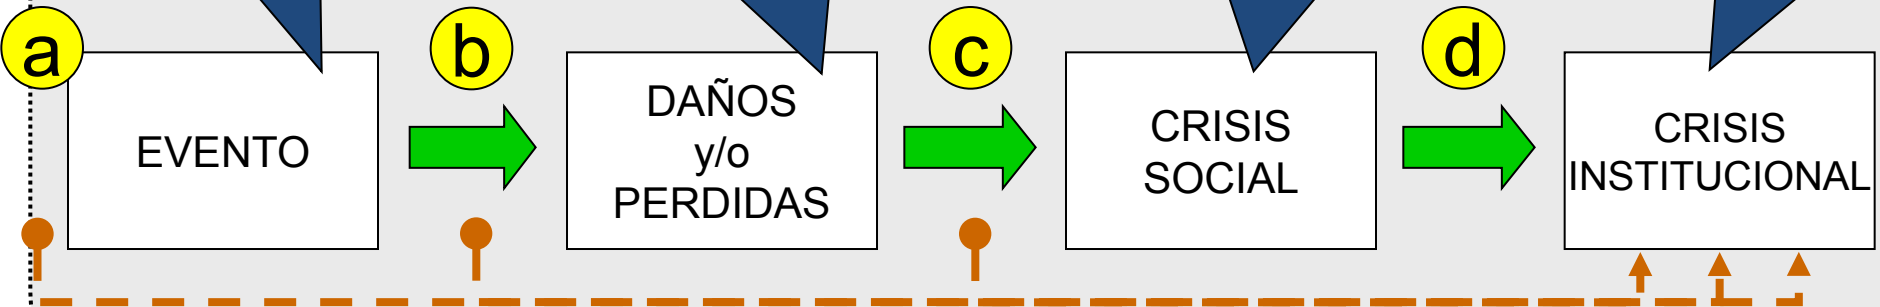 a
EVENTO
b
DAÑOS
y/o
PERDIDAS
c
CRISIS
SOCIAL
d
CRISIS
INSTITUCIONAL